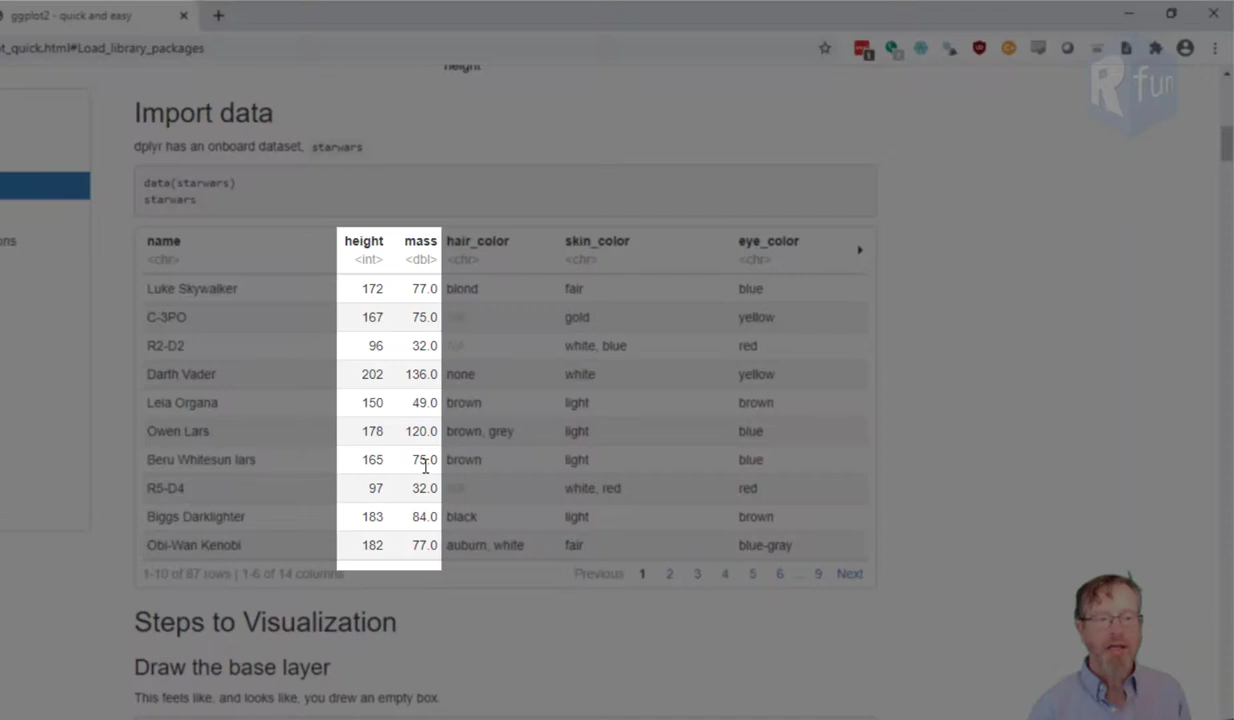 ggplot2 - quick and easy
ot_quick.html#Load_library_packages
height
R fun
Import data
dplyr has an onboard dataset, starwars
data(starwars)
starwars
name height mass hair_color skin_color eye_color
<chr> <int> <dbl> <chr> <chr> <chr>
Luke Skywalker 172 77.0 blond fair blue
C-3PO 167 75.0 NA gold yellow
R2-D2 96 32.0 NA white, blue red
Darth Vader 202 136.0 none white yellow
Leia Organa 150 49.0 brown light brown
ons
Owen Lars 178 120.0 brown, grey light blue
Beru Whitesun lars 165 75.0 brown light blue
R5-D4 97 32.0 NA white, red red
Biggs Darklighter 183 84.0 black light brown
Obi-Wan Kenobi 182 77.0 auburn, white fair blue-gray
1-10 of 87 rows | 1-6 of 14 columns Previous 1 2 3 4 5 6 ... 9 Next
Steps to Visualization
Draw the base layer
This feels like, and looks like, you drew an empty box.